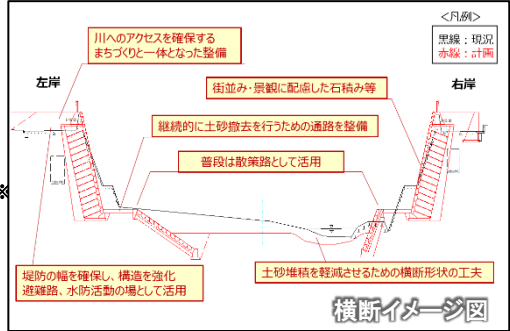 <凡例>
黒線：現況
赤線：計画
川へのアクセスを確保する
まちづくりと一体となった整備
左岸
右岸
街並み・景観に配慮した石積み等
継続的に土砂撤去を行うための通路を整備
普段は散策路として活用
※
堤防の幅を確保し、構造を強化
避難路、水防活動の場として活用
土砂堆積を軽減させるための横断形状の工夫
横断イメージ図